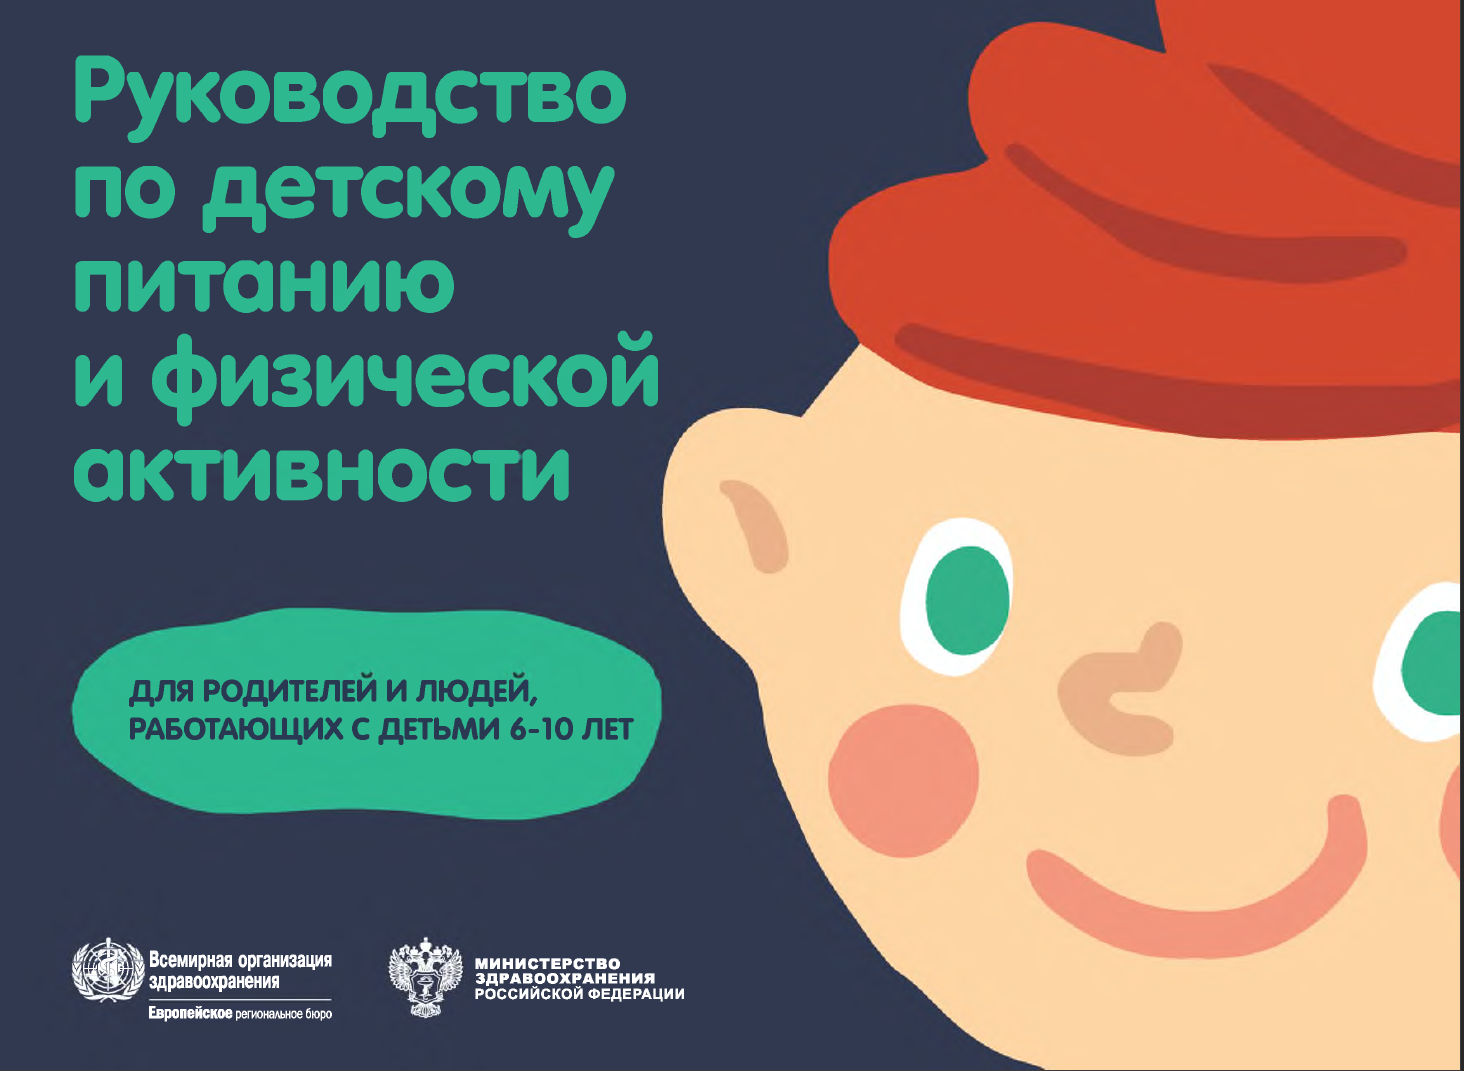 Руководство
по детскому
питанию
и физической
активности
ДЛЯ РОДИТЕЛЕЙ И ЛЮДЕЙ,
РАБОТАЮЩИХ С ДЕТЬМИ 6-10 ЛЕТ
Всемирная организация
здравоохранения
Европейское региональное бюро
МИНИСТЕРСТВО
ЗДРАВООХРАНЕНИЯ
РОССИЙСКОЙ ФЕДЕРАЦИИ